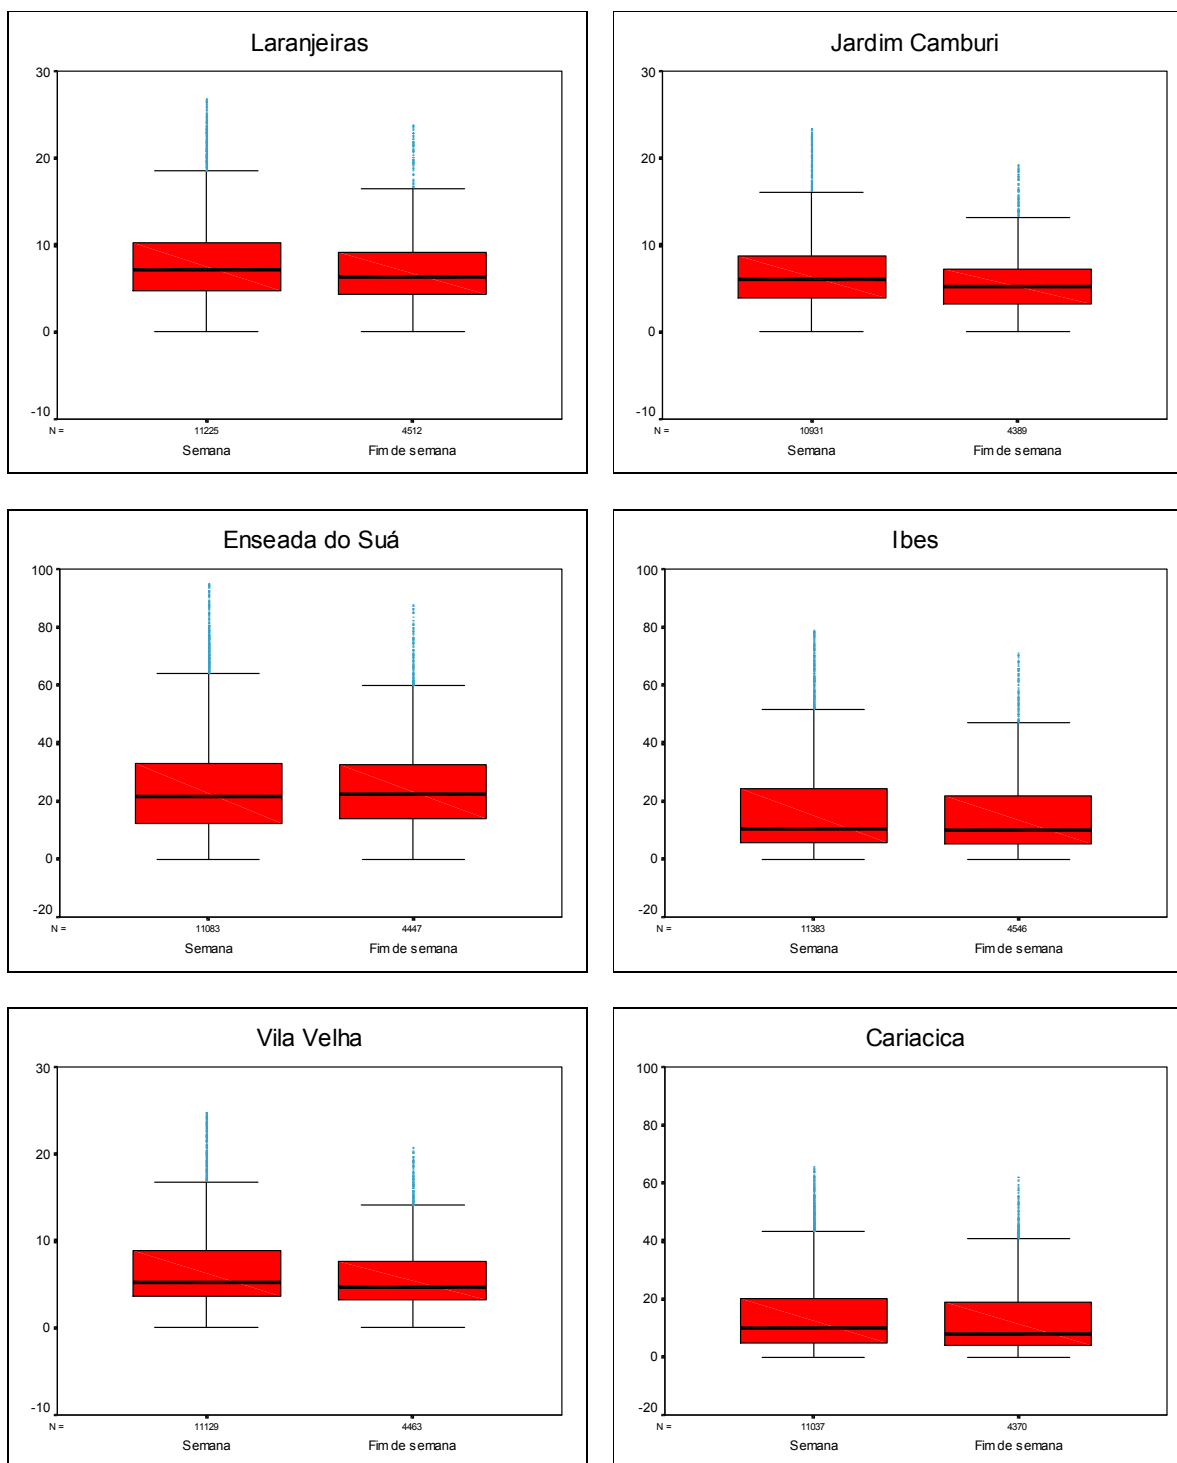 Laranjeiras
30
20
10
0
-10
N = 11225 4512
Semana Fim de semana
Jardim Camburi
30
20
10
0
-10
N = 10931 4389
Semana Fim de semana
Enseada do Suá
100
80
60
40
20
0
-20
N = 11083 4447
Semana Fim de semana
Ibes
100
80
60
40
20
0
-20
N = 11383 4546
Semana Fim de semana
Vila Velha
30
20
10
0
-10
N = 11129 4463
Semana Fim de semana
Cariacica
100
80
60
40
20
0
-20
N = 11037 4370
Semana Fim de semana